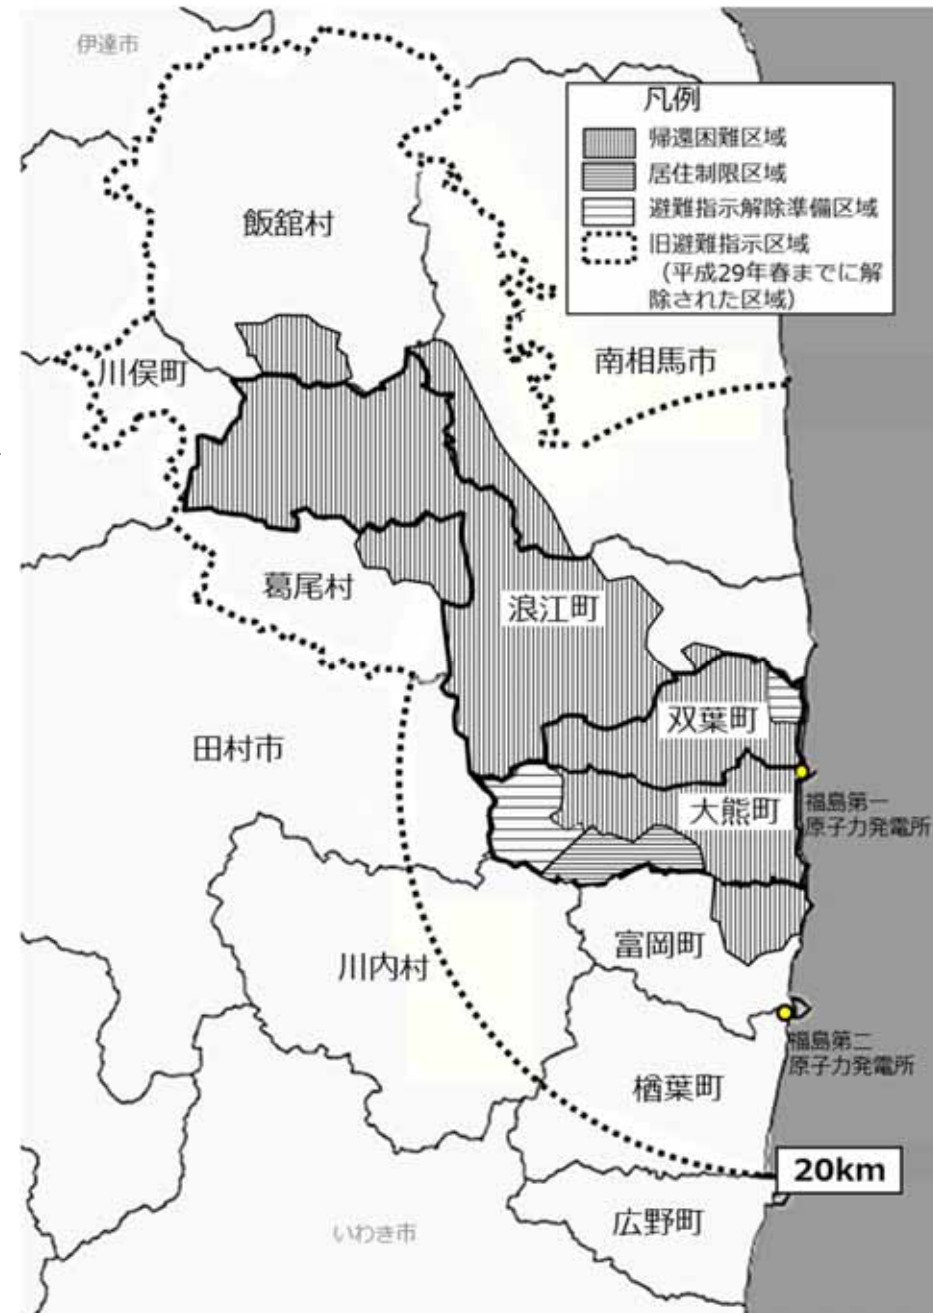 伊達市
凡例
帰還困難区域
居住制限区域
避難指示解除準備区域
旧避難指示区域
（平成29年春までに解
除された区域）
飯舘村
川俣町
南相馬市
葛尾村
浪江町
双葉町
田村市
大熊町
福島第一
原子力発電所
富岡町
川内村
福島第二
原子力発電所
楢葉町
20km
広野町
いわき市